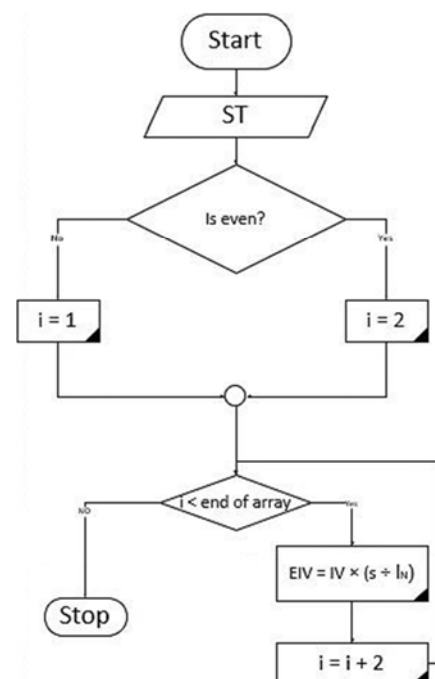 Start
ST
Is even?
No
Yes
i = 1
i = 2
i < end of array
NO
Yes
EIV = IV × (s ÷ lN)
Stop
i = i + 2